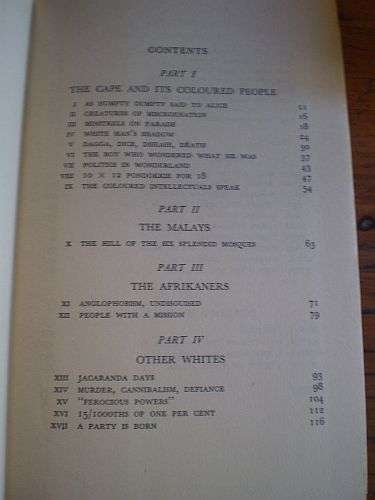 CONTENTS
PART I
THE CAPE AND ITS COLOURED PEOPLE
I AS HUMPTY DUMPTY SAID TO ALICE 11
II CREATURES OF MISCEGENATION 16
III MINSTRELS ON PARADE 18
IV WHITE MAN'S SHADOW 24
V DAGGA, DICE, DISEASE, DEATH 30
VI THE BOY WHO WONDERED WHAT HE WAS 37
VII POLITICS IN WONDERLAND 43
VIII 10 × 12 PONDOKKIE FOR 18 47
IX THE COLOURED INTELLECTUALS SPEAK 54
PART II
THE MALAYS
X THE HILL OF THE SIX SPLENDID MOSQUES 63
PART III
THE AFRIKANERS
XI ANGLOPHOBISM, UNDISGUISED 71
XII PEOPLE WITH A MISSION 79
PART IV
OTHER WHITES
XIII JACARANDA DAYS 93
XIV MURDER, CANNIBALISM, DEFIANCE 98
XV "FEROCIOUS POWERS" 104
XVI 15/1000THS OF ONE PER CENT 112
XVII A PARTY IS BORN 116